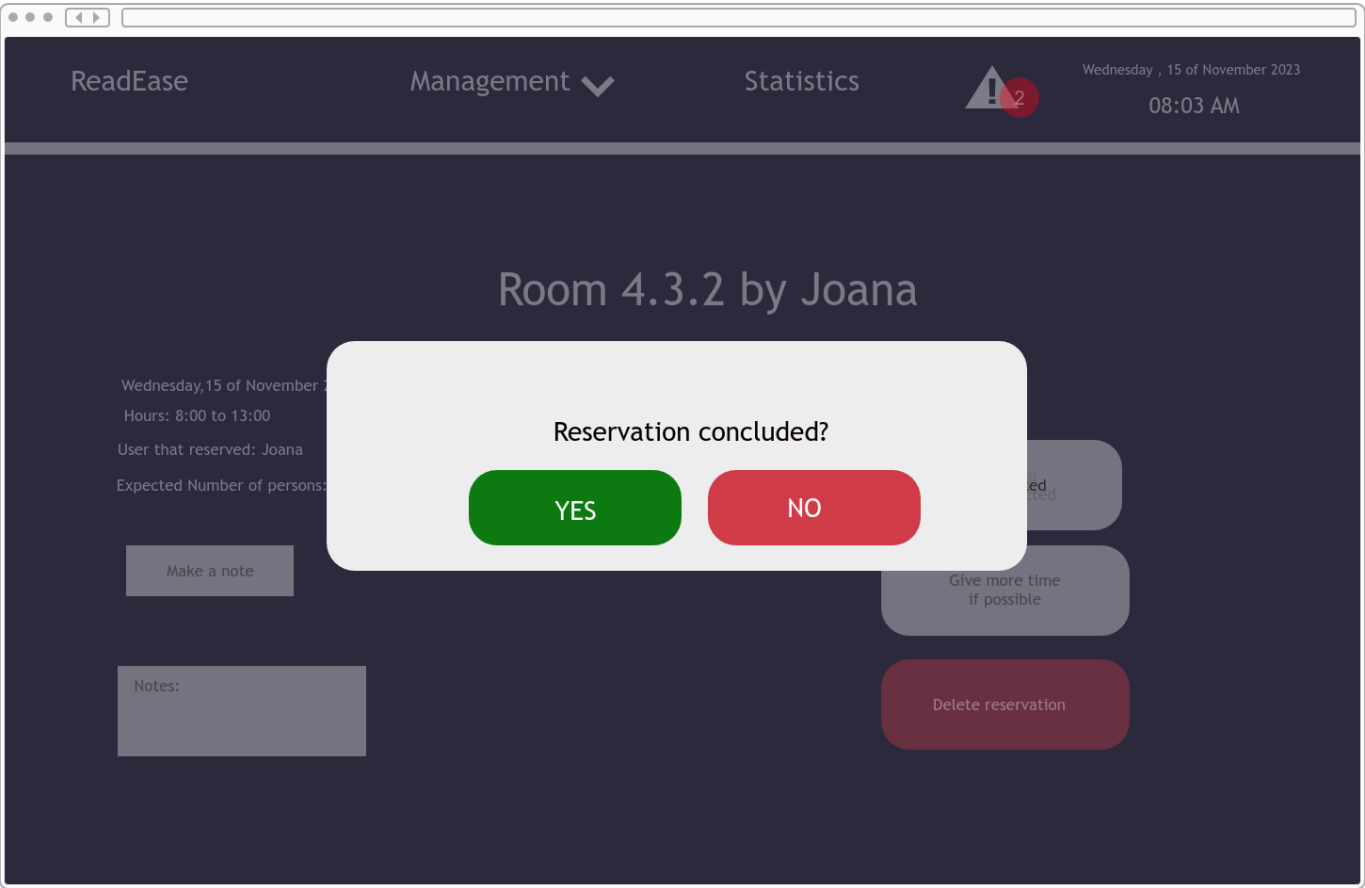 ReadEase
Management
Statistics
2
Wednesday , 15 of November 2023
08:03 AM
Room 4.3.2 by Joana
Wednesday,15 of November
Hours: 8:00 to 13:00
User that reserved: Joana
Expected Number of persons:
Reservation concluded?
YES
NO
Make a note
Give more time
if possible
Notes:
Delete reservation